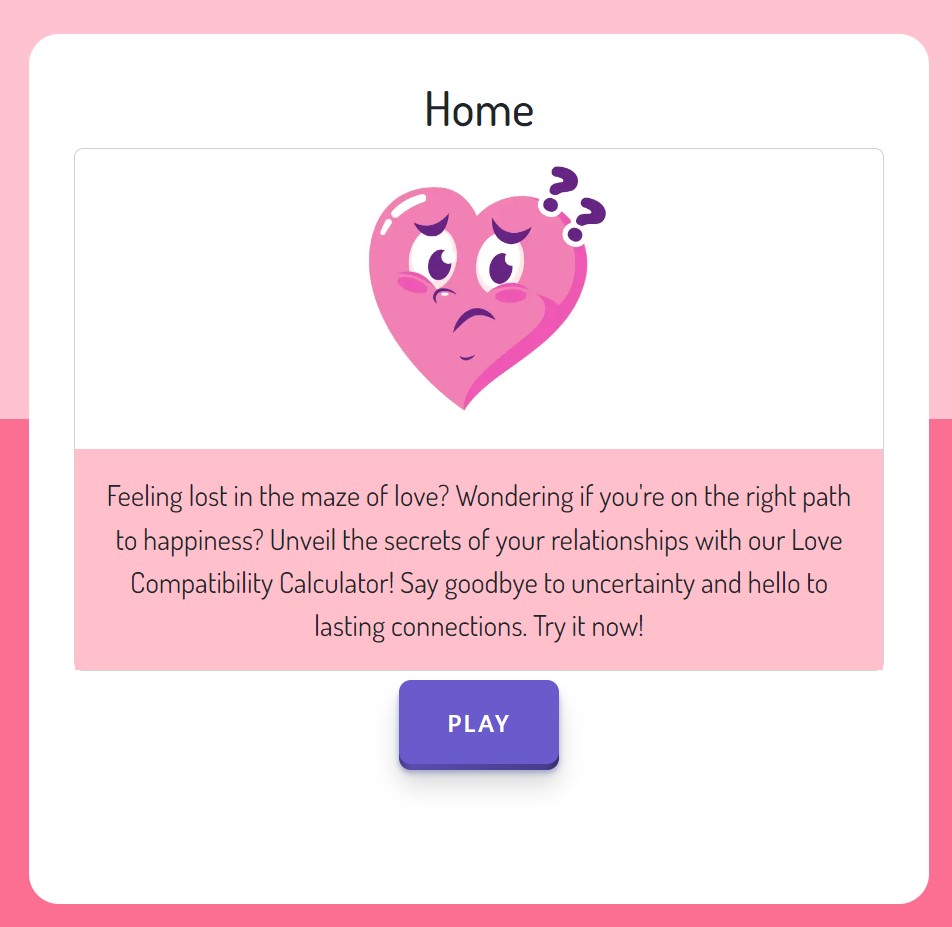 Home
??
Feeling lost in the maze of love? Wondering if you're on the right path
to happiness? Unveil the secrets of your relationships with our Love
Compatibility Calculator! Say goodbye to uncertainty and hello to
lasting connections. Try it now!
PLAY